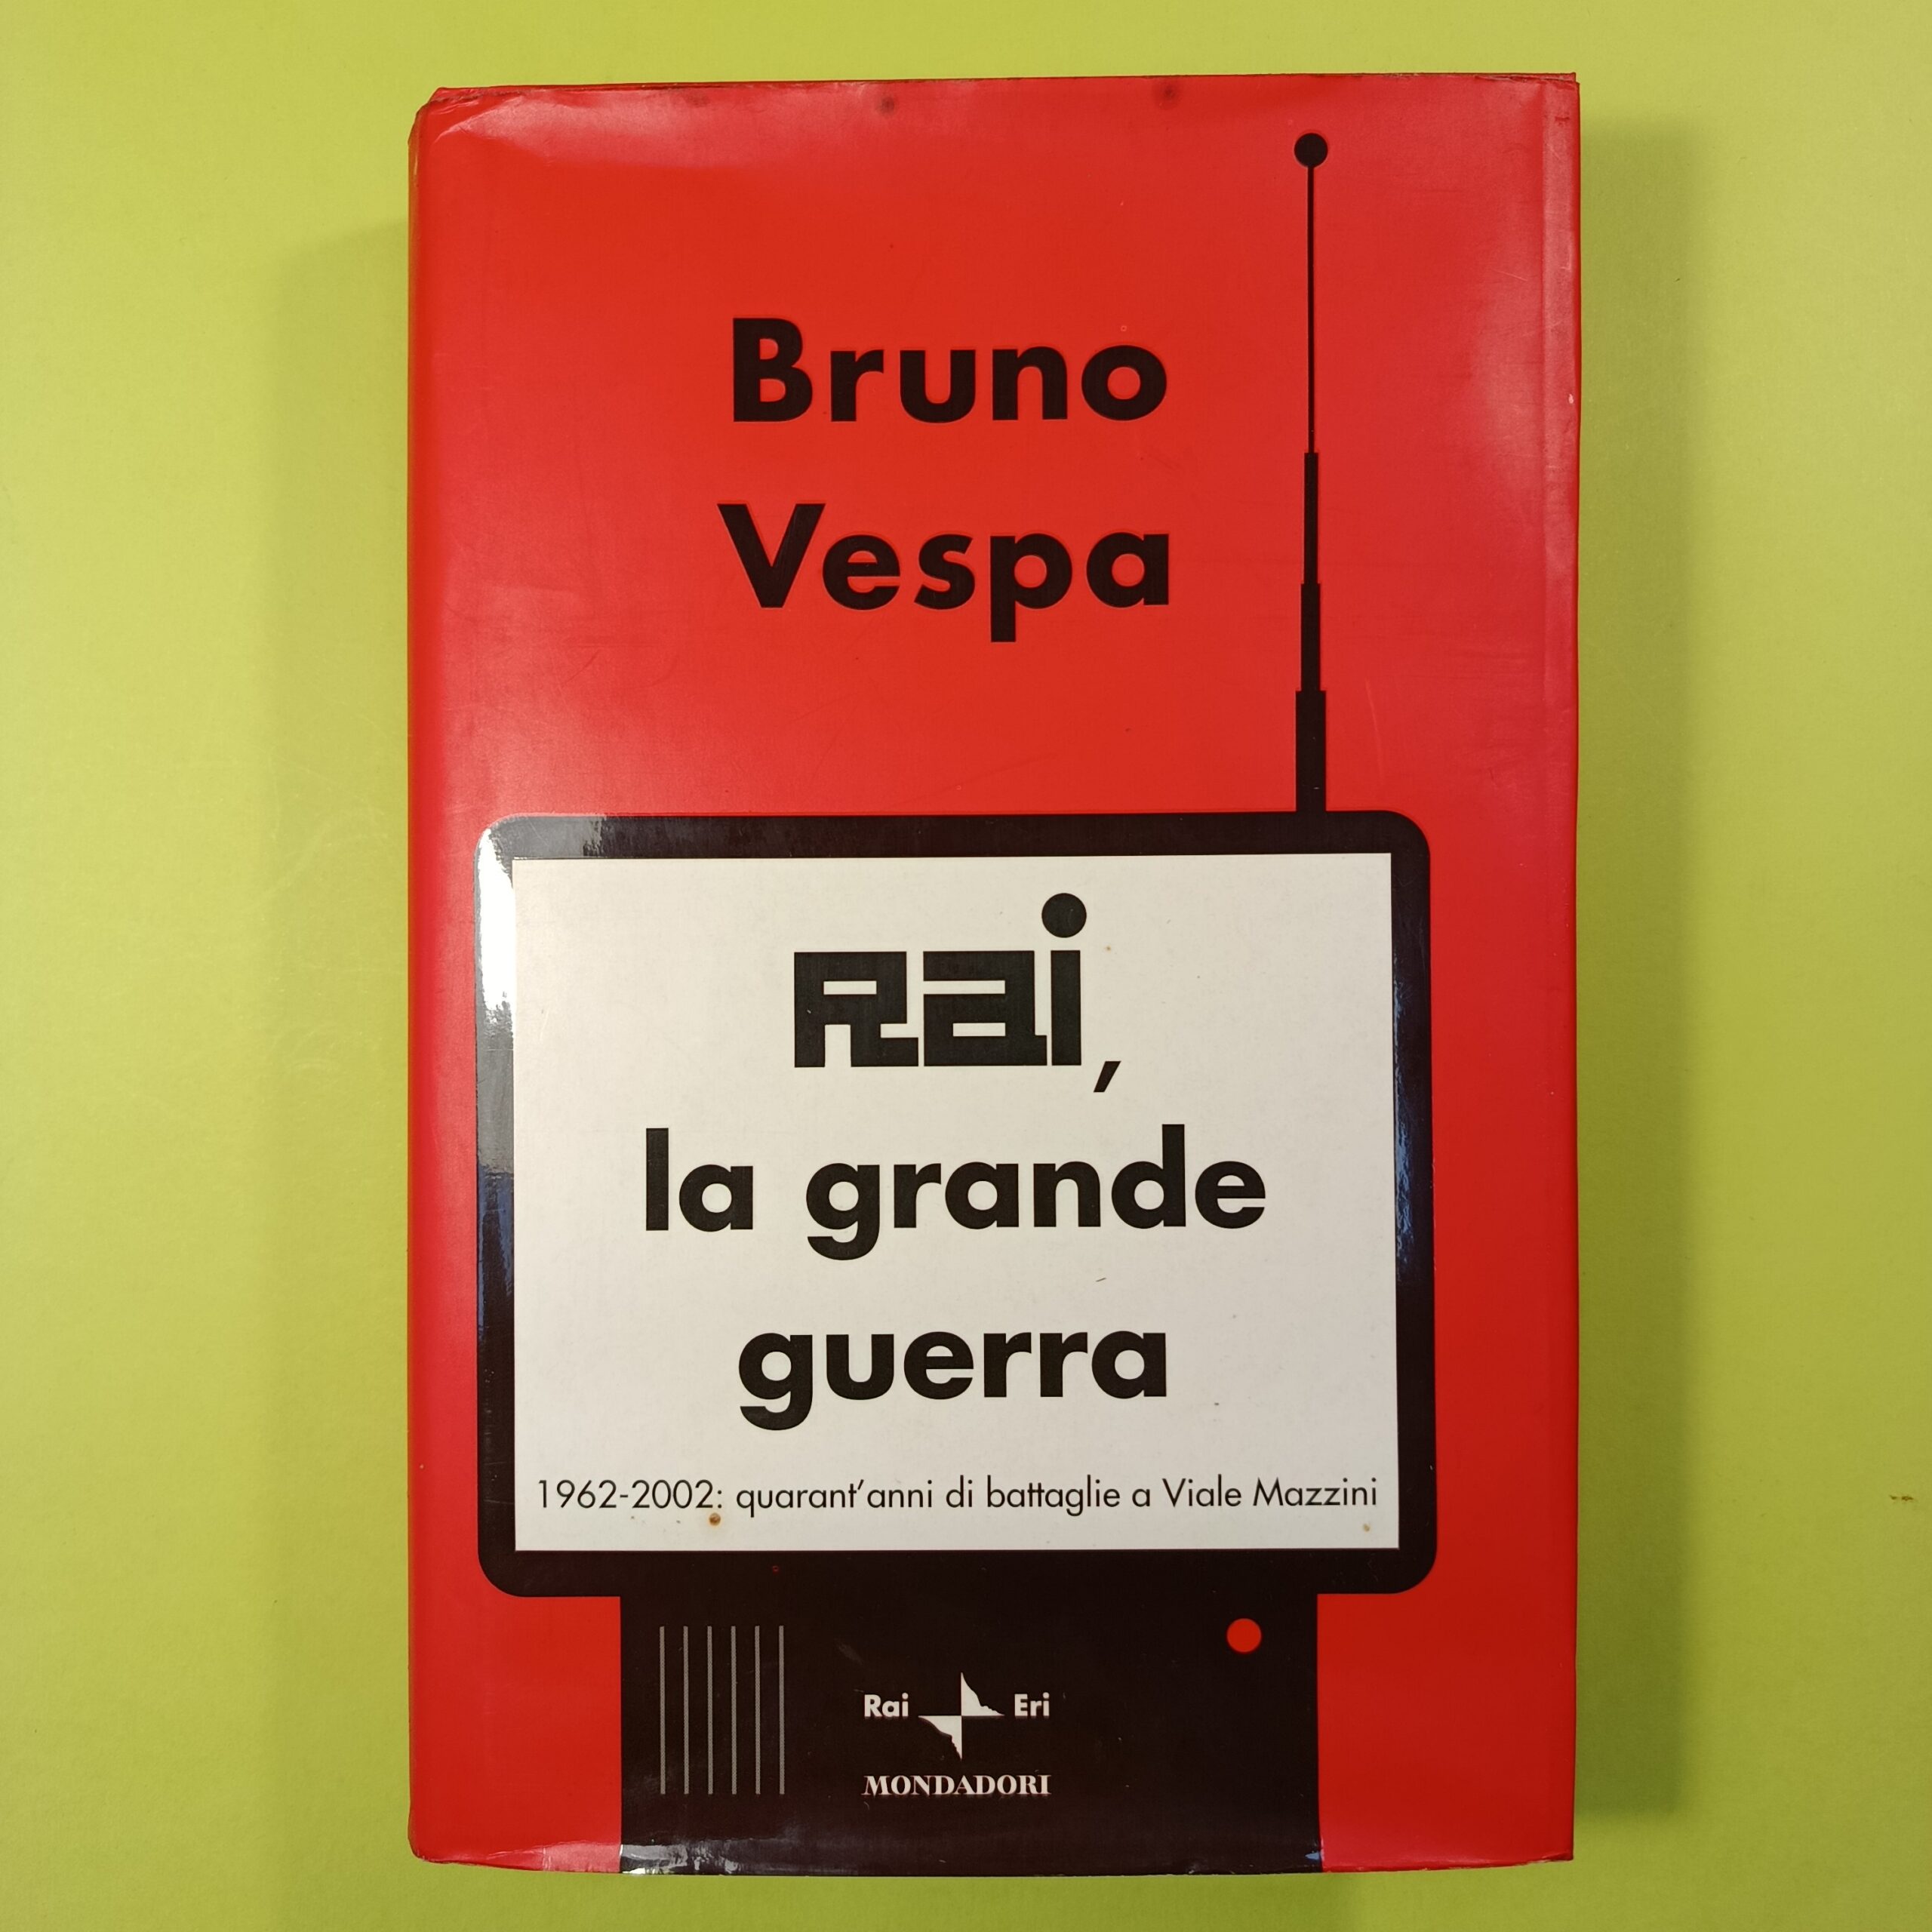 Bruno
Vespa
Rai,
la grande
guerra
1962-2002: quarant'anni di battaglie a Viale Mazzini
Rai Eri
MONDADORI